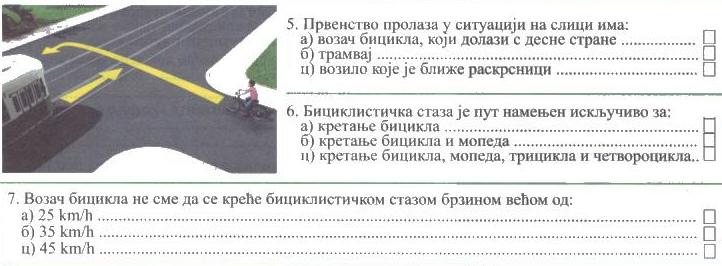 5. Првенство пролаза у ситуацији на слици има:
а) возач бицикла, који долази с десне стране
б) трамвај
ц) возило које је ближе раскрсници
6. Бициклистичка стаза је пут намењен искључиво за:
а) кретање бицикла
б) кретање бицикла и мопеда
ц) кретање бицикла, мопеда, трицикла и четвороцикла..
7. Возач бицикла не сме да се креће бициклистичком стазом брзином већом од:
а) 25 km/h
б) 35 km/h
ц) 45 km/h